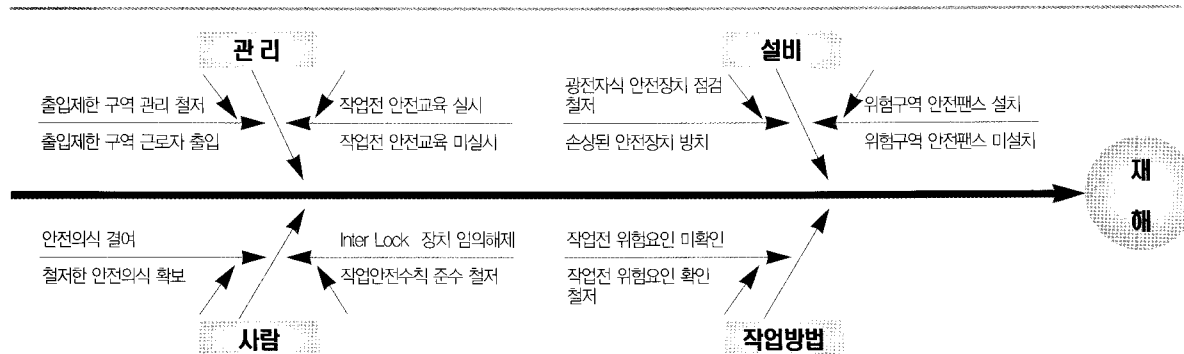 관 리
설비
출입제한 구역 관리 철저
출입제한 구역 근로자 출입
작업전 안전교육 실시
작업전 안전교육 미실시
광전자식 안전장치 점검
철저
손상된 안전장치 방치
위험구역 안전팬스 설치
위험구역 안전팬스 미설치
재
해
안전의식 결여
철저한 안전의식 확보
Inter Lock 장치 임의해제
작업안전수칙 준수 철저
작업전 위험요인 미확인
작업전 위험요인 확인
철저
사람
작업방법